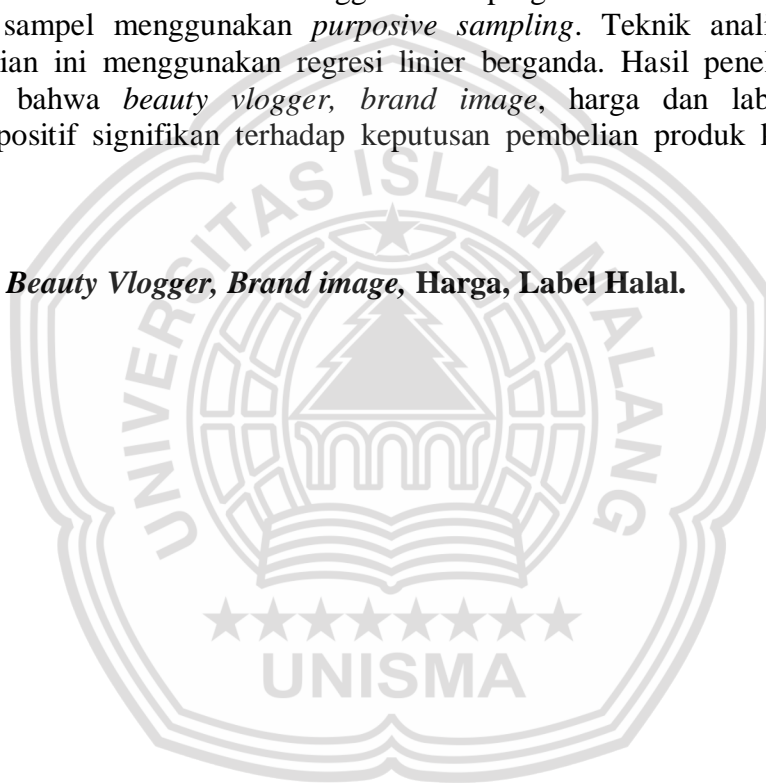 sampel menggunakan purposive sampling. Teknik anali
ian ini menggunakan regresi linier berganda. Hasil pene
bahwa beauty vlogger, brand image, harga dan lab
positif signifikan terhadap keputusan pembelian produk
Beauty Vlogger, Brand image, Harga, Label Halal.
UNIVERSITAS ISLAM MALANG
UNISMA